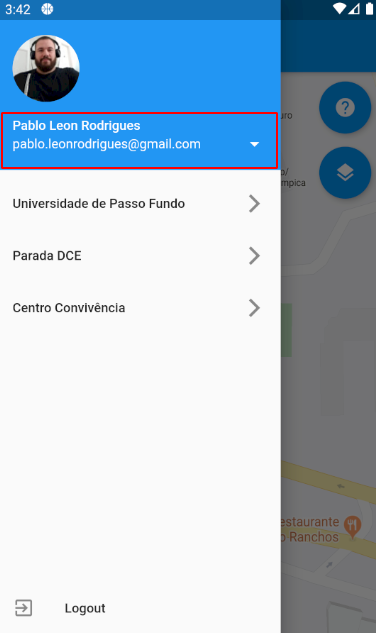 3:42
Pablo Leon Rodrigues
pablo.leonrodrigues@gmail.com
uro
o/
mpica
Universidade de Passo Fundo
Parada DCE
Centro Convivência
estaurante
o Ranchos
Logout